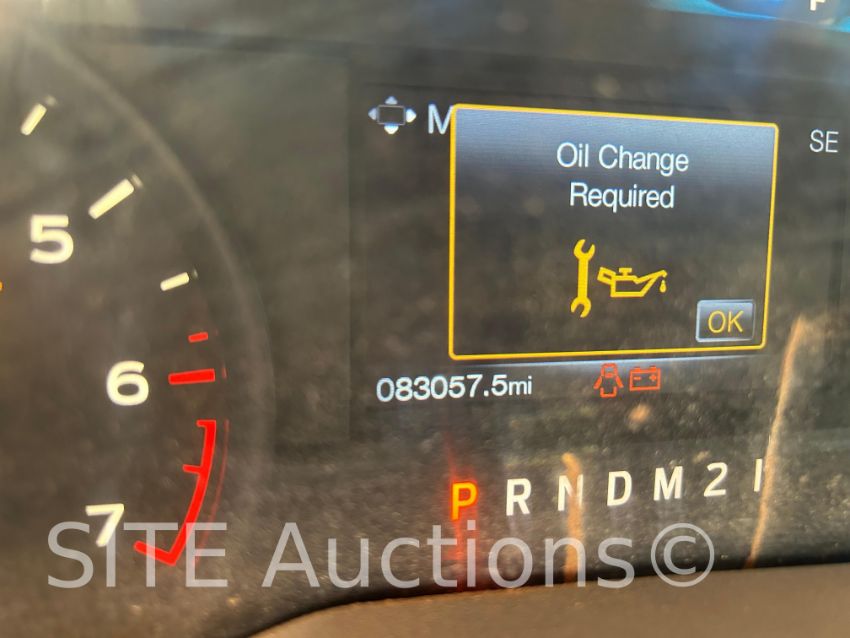 F
M
SE
Oil Change
Required
OK
083057.5mi
5
6
7
P R N D M 2 1
SITE Auctions©